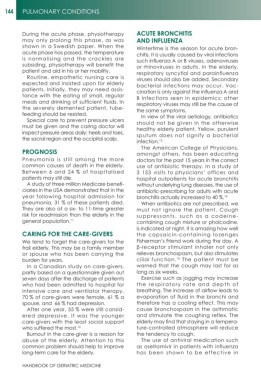 144 PULMONARY CONDITIONS
During the acute phase, physiotherapy
may only prolong this phase, as was
shown in a Swedish paper. When the
acute phase has passed, the temperature
is normalising and the crackles are
subsiding, physiotherapy will benefit the
patient and aid in his or her mobility.
Routine, empathetic nursing care is
expected and insisted upon for elderly
patients. Initially, they may need assis-
tance with the eating of small, regular
meals and drinking of sufficient fluids. In
the severely demented patient, tube-
feeding should be resisted.
Special care to prevent pressure ulcers
must be given and the caring doctor will
inspect pressure areas daily: heels and toes,
the sacral region and the occipital scalp.
PROGNOSIS
Pneumonia is still among the more
common causes of death in the elderly.
Between 6 and 24 % of hospitalised
patients may still die.
A study of three million Medicare benefi-
ciaries in the USA demonstrated that in the
year following hospital admission for
pneumonia, 31 % of these patients died.
They are also at a six- to 11-time greater
risk for readmission than the elderly in the
general population.
CARING FOR THE CARE-GIVERS
We tend to forget the care-givers for the
frail elderly. This may be a family member
or spouse who has been carrying the
burden for years.
In a Canadian study on care-givers,
partly based on a questionnaire given out
seven days after the discharge of patients
who had been admitted to hospital for
intensive care and ventilator therapy,
70 % of care-givers were female, 61 % a
spouse, and 66 % had depression.
After one year, 53 % were still consid-
ered depressive. It was the younger
care-givers with the least social support
who suffered the most.
Burnout in the care-giver is a reason for
abuse of the elderly. Attention to this
common problem should help to improve
long-term care for the elderly.
ACUTE BRONCHITIS
AND INFLUENZA
Wintertime is the season for acute bron-
chitis. It is usually caused by viral infections
such influenza A or B viruses, adenoviruses
or rhinoviruses in adults. In the elderly,
respiratory syncytial and parainfluenza
viruses should also be added. Secondary
bacterial infections may occur. Vac-
cination is only against the influenza A and
B infections seen in epidemics; other
respiratory viruses may still be the cause of
the same symptoms.
In view of the viral aetiology, antibiotics
should not be given in the otherwise
healthy elderly patient. Yellow, purulent
sputum does not signify a bacterial
infection.
The American College of Physicians,
amongst others, has been educating
doctors for the past 15 years in the correct
use of antibiotic therapy. In a study of
3 153 visits to physicians' offices and
hospital outpatients for acute bronchitis
without underlying lung diseases, the use of
antibiotic prescribing for adults with acute
bronchitis actually increased to 40 %.
When antibiotics are not prescribed, we
must not ignore the patient. Cough
suppressants, such as a codeine-
containing cough mixture or pholcodine,
is indicated at night. It is amazing how well
the capsaicin-containing lozenges
Fisherman's Friend work during the day. A
β-receptor stimulant inhaler not only
relieves bronchospasm, but also stimulates
ciliar function. The patient must be
warned that the cough may last for as
long as six weeks.
Exercise such as jogging may increase
the respiratory rate and depth of
breathing. The increase of airflow leads to
evaporation of fluid in the bronchi and
therefore has a cooling effect. This may
cause bronchospasm in the asthmatic
and stimulate the coughing reflex. The
elderly may find that staying in a tempera-
ture-controlled atmosphere will reduce
the tendency to cough.
The use of antiviral medication such
as oseltamivir in patients with influenza
has been shown to be effective in
HANDBOOK OF GERIATRIC MEDICINE